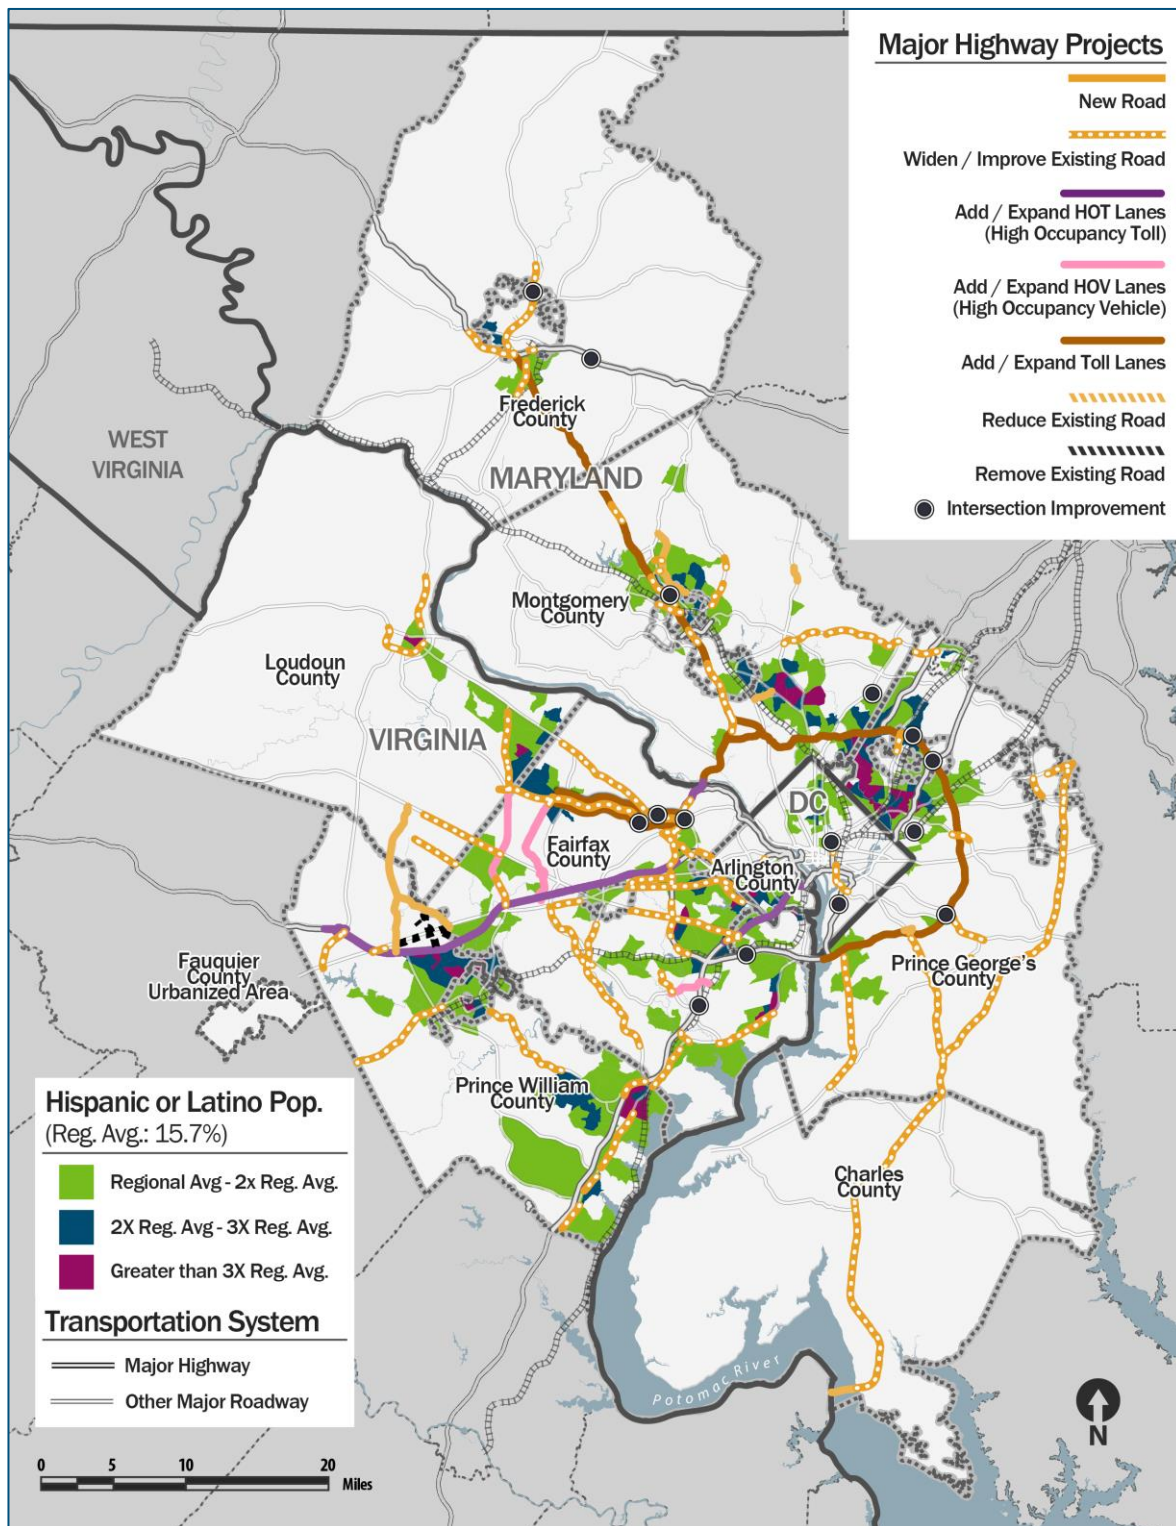 Major Highway Projects
New Road
Widen / Improve Existing Road
Add / Expand HOT Lanes
(High Occupancy Toll)
Add / Expand HOV Lanes
(High Occupancy Vehicle)
Add / Expand Toll Lanes
Reduce Existing Road
Remove Existing Road
Intersection Improvement
WEST
VIRGINIA
Frederick
County
MARYLAND
Montgomery
County
Loudoun
County
VIRGINIA
DC
Fairfax
County
Arlington
County
Fauquier
County
Urbanized Area
Prince George's
County
Prince William
County
Charles
County
Potomac River
Hispanic or Latino Pop.
(Reg. Avg.: 15.7%)
Regional Avg - 2x Reg. Avg.
2X Reg. Avg - 3X Reg. Avg.
Greater than 3X Reg. Avg.
Transportation System
Major Highway
Other Major Roadway
0 5 10 20
Miles
N